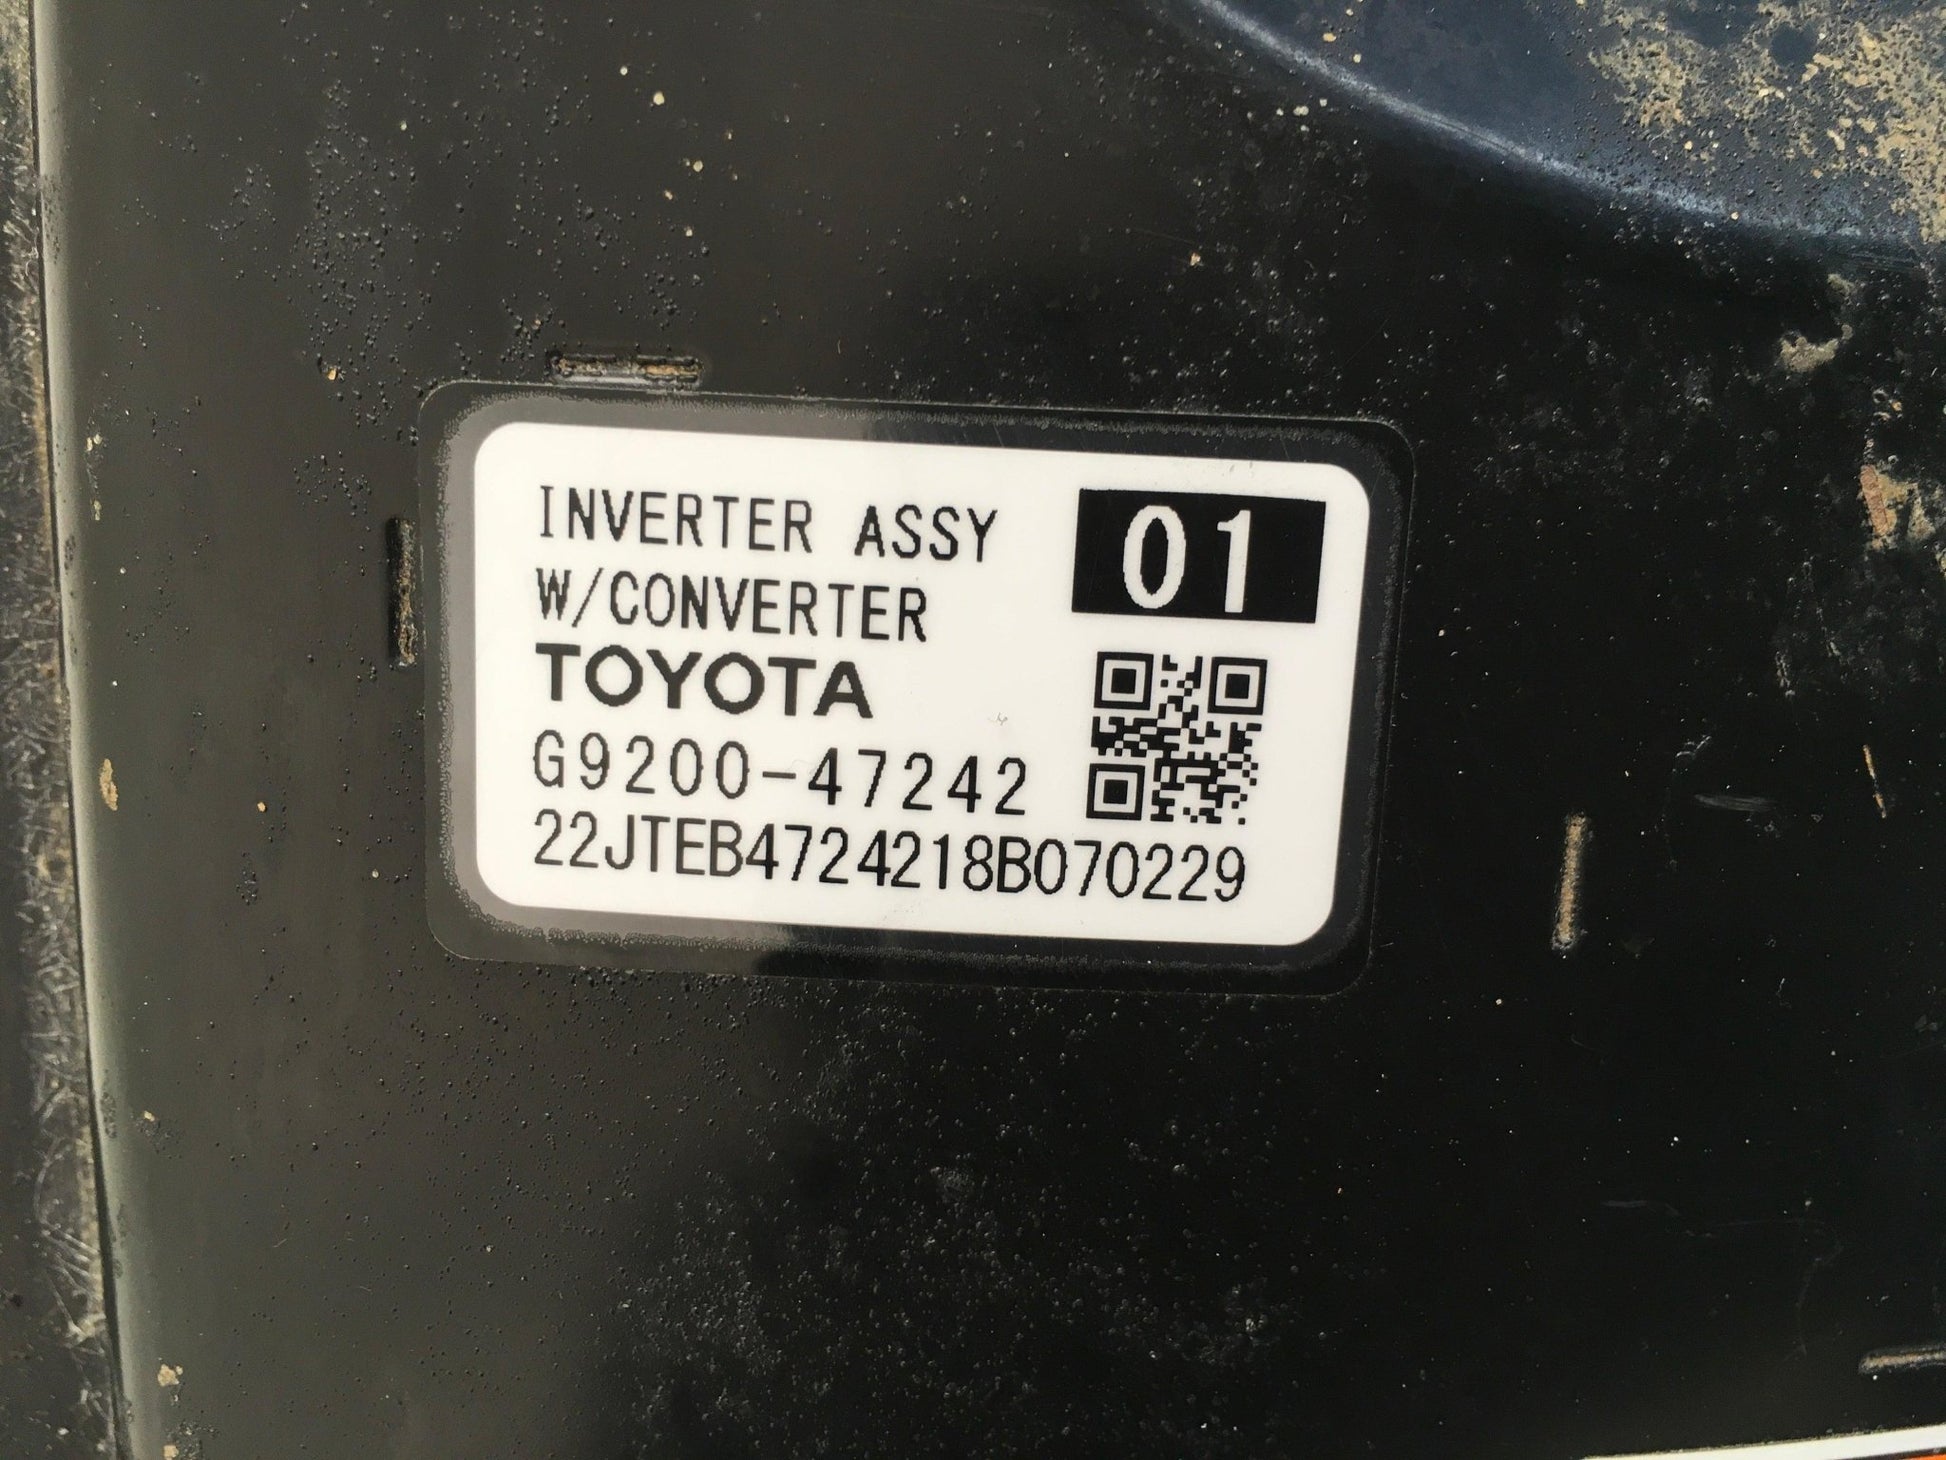 INVERTER ASSY 01
W/CONVERTER
TOYOTA
G9200-47242
22JTEB4724218B070229